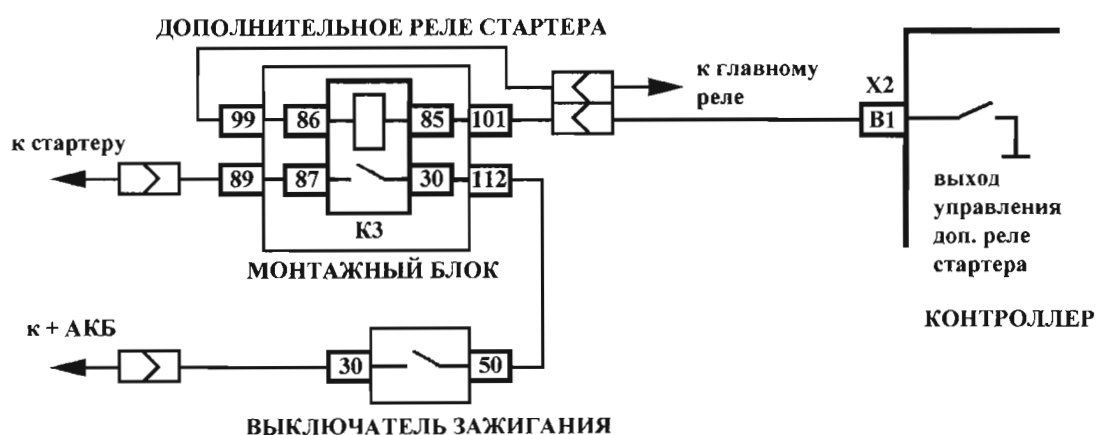 ДОПОЛНИТЕЛЬНОЕ РЕЛЕ СТАРТЕРА
к главному
реле
X2
99
86
85
101
B1
к стартеру
89
87
30
112
К3
выход
управления
доп. реле
стартера
МОНТАЖНЫЙ БЛОК
КОНТРОЛЛЕР
к + АКБ
30
50
ВЫКЛЮЧАТЕЛЬ ЗАЖИГАНИЯ